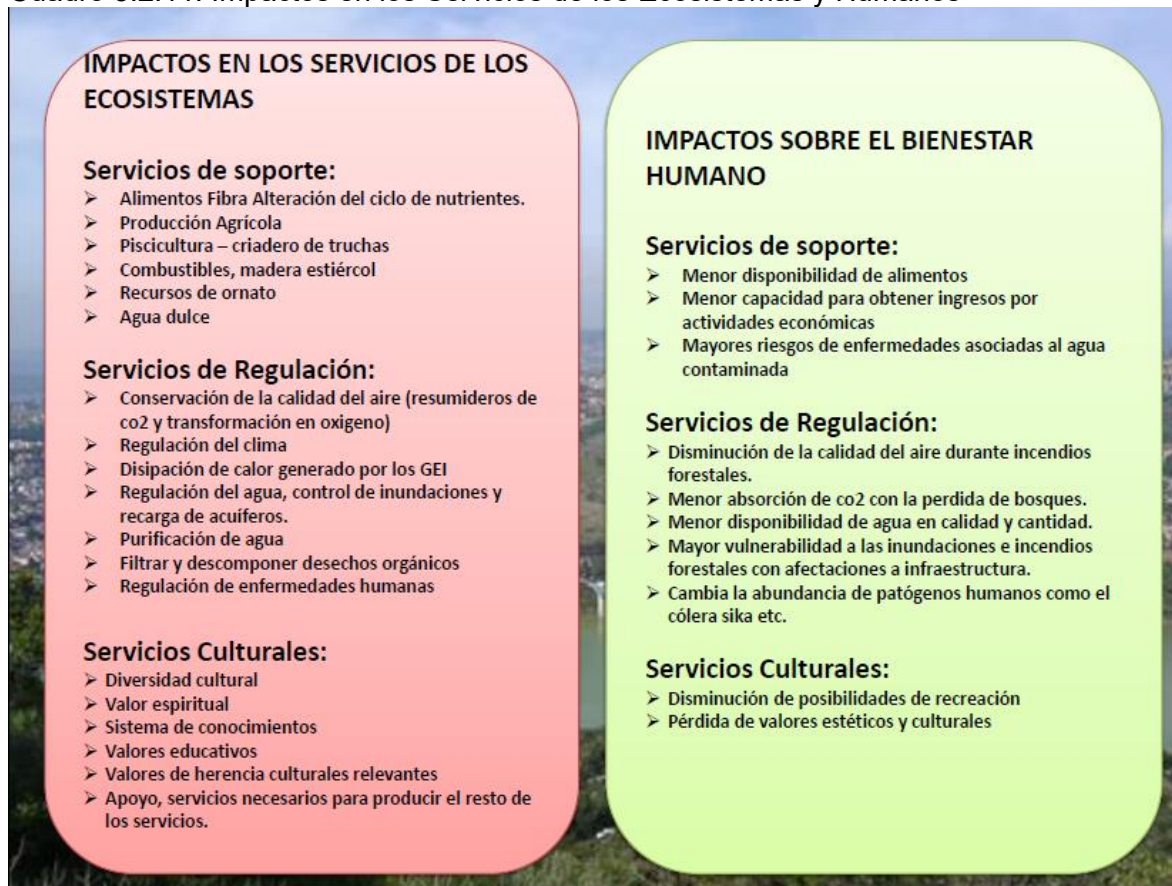 IMPACTOS EN LOS SERVICIOS DE LOS
ECOSISTEMAS
Servicios de soporte:
➢ Alimentos Fibra Alteración del ciclo de nutrientes.
➢ Producción Agrícola
➢ Piscicultura – criadero de truchas
➢ Combustibles, madera estiércol
➢ Recursos de ornato
➢ Agua dulce
Servicios de Regulación:
➢ Conservación de la calidad del aire (resumideros de
co2 y transformación en oxigeno)
➢ Regulación del clima
➢ Disipación de calor generado por los GEI
➢ Regulación del agua, control de inundaciones y
recarga de acuíferos.
➢ Purificación de agua
➢ Filtrar y descomponer desechos orgánicos
➢ Regulación de enfermedades humanas
Servicios Culturales:
➢ Diversidad cultural
➢ Valor espiritual
➢ Sistema de conocimientos
➢ Valores educativos
➢ Valores de herencia culturales relevantes
➢ Apoyo, servicios necesarios para producir el resto de
los servicios.
IMPACTOS SOBRE EL BIENESTAR
HUMANO
Servicios de soporte:
➢ Menor disponibilidad de alimentos
➢ Menor capacidad para obtener ingresos por
actividades económicas
➢ Mayores riesgos de enfermedades asociadas al agua
contaminada
Servicios de Regulación:
➢ Disminución de la calidad del aire durante incendios
forestales.
➢ Menor absorción de co2 con la perdida de bosques.
➢ Menor disponibilidad de agua en calidad y cantidad.
➢ Mayor vulnerabilidad a las inundaciones e incendios
forestales con afectaciones a infraestructura.
➢ Cambia la abundancia de patógenos humanos como el
cólera sika etc.
Servicios Culturales:
➢ Disminución de posibilidades de recreación
➢ Pérdida de valores estéticos y culturales